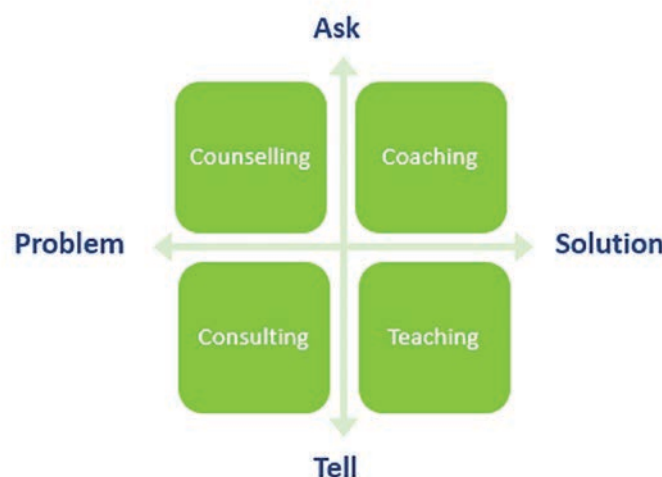 Ask
Counselling
Coaching
Problem
Solution
Consulting
Teaching
Tell